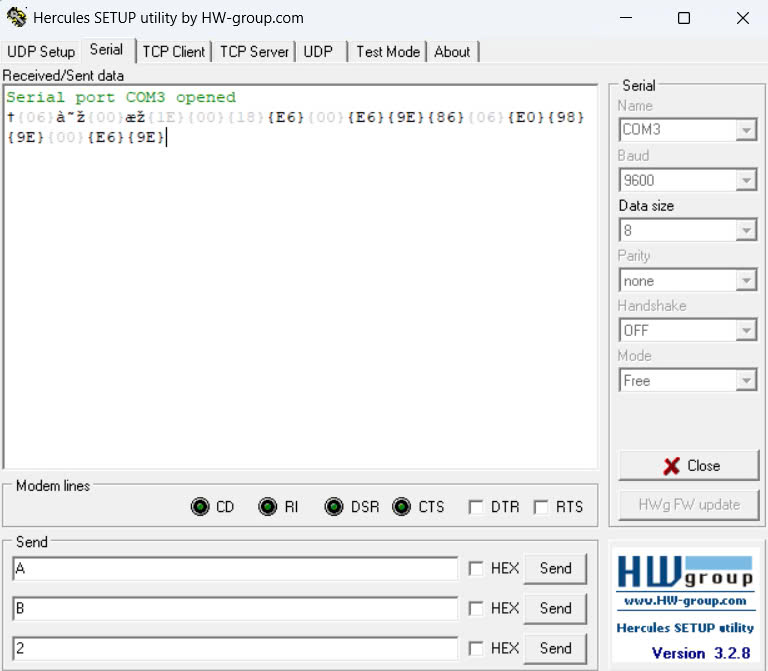 Hercules SETUP utility by HW-group.com
UDP Setup Serial TCP Client TCP Server UDP Test Mode About
Received/Sent data
Serial port COM3 opened
†{06}à˜ž{00}æž{1E}{00}{18}{E6}{00}{E6}{9E}{86}{06}{E0}{98}
{9E}{00}{E6}{9E}
Serial
Name
COM3
Baud
9600
Data size
8
Parity
none
Handshake
OFF
Mode
Free
Close
HWg FW update
Modem lines
CD RI DSR CTS DTR RTS
Send
A HEX Send
B HEX Send
2 HEX Send
HWgroup
www.HW-group.com
Hercules SETUP utility
Version 3.2.8